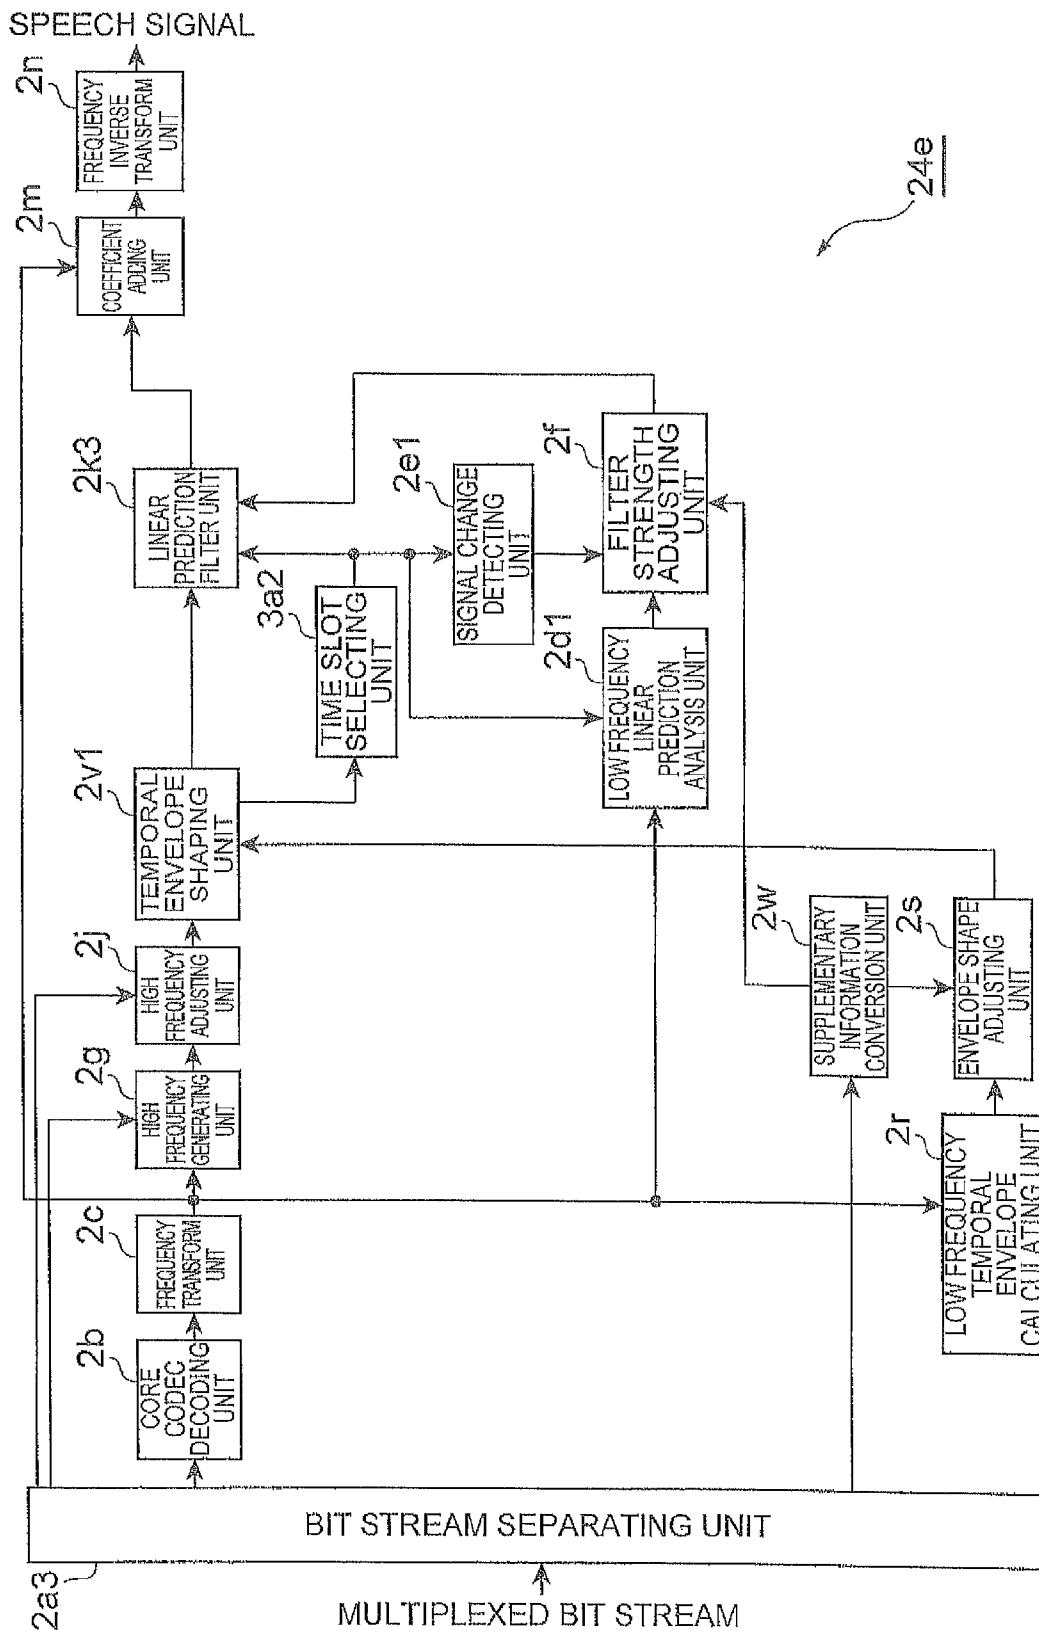 SPEECH SIGNAL
2n
FREQUENCY
INVERSE
TRANSFORM
UNIT
2m
COEFFICIENT
ADDING
UNIT
24e
2k3
LINEAR
PREDICTION
FILTER UNIT
3a2
TIME SLOT
SELECTING
UNIT
2e1
SIGNAL CHANGE
DETECTING
UNIT
2f
FILTER
STRENGTH
ADJUSTING
UNIT
2d1
LOW FREQUENCY
LINEAR
PREDICTION
ANALYSIS UNIT
2v1
TEMPORAL
ENVELOPE
SHAPING
UNIT
2j
HIGH
FREQUENCY
ADJUSTING
UNIT
2g
HIGH
FREQUENCY
GENERATING
UNIT
2w
SUPPLEMENTARY
INFORMATION
CONVERSION UNIT
2s
ENVELOPE SHAPE
ADJUSTING
UNIT
2r
LOW FREQUENCY
TEMPORAL
ENVELOPE
CALCULATING UNIT
2c
FREQUENCY
TRANSFORM
UNIT
2b
CORE
CODEC
DECODING
UNIT
BIT STREAM SEPARATING UNIT
2a3
MULTIPLEXED BIT STREAM